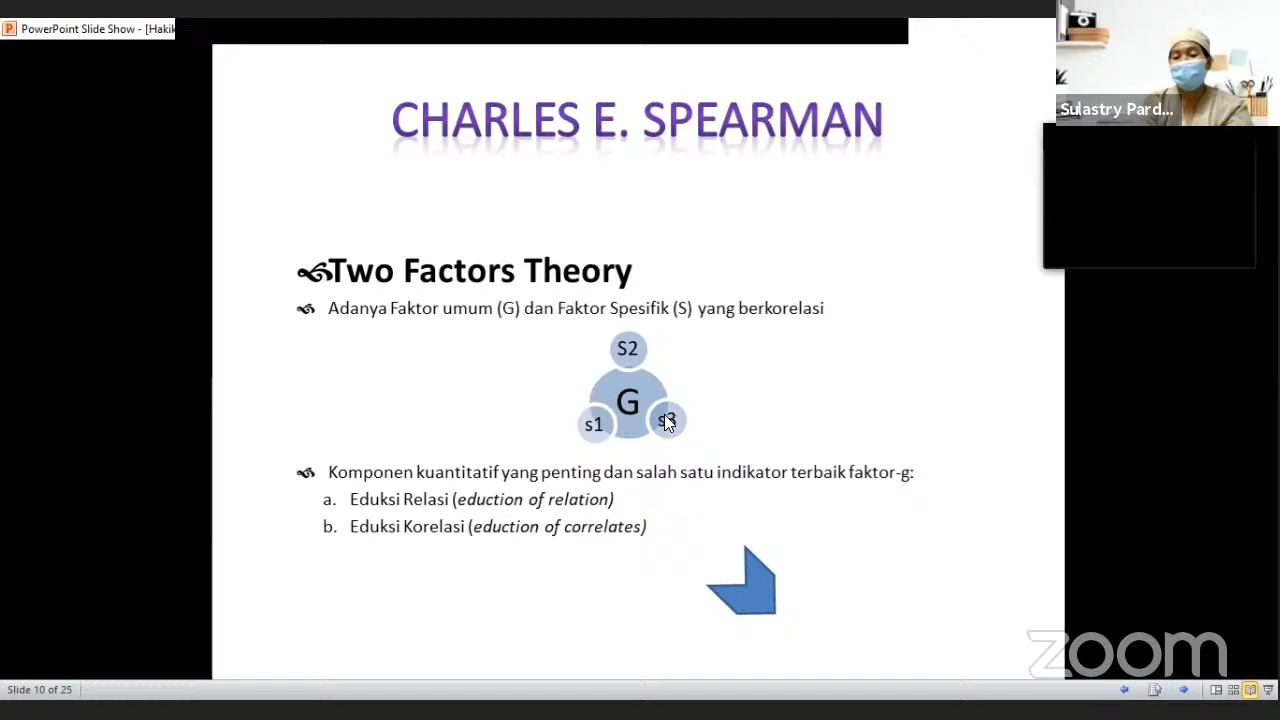 PowerPoint Slide Show - [Hakik
CHARLES E. SPEARMAN
Sulastry Pard...
Two Factors Theory
Adanya Faktor umum (G) dan Faktor Spesifik (S) yang berkorelasi
S2
G
s1
s3
Komponen kuantitatif yang penting dan salah satu indikator terbaik faktor-g:
a. Eduksi Relasi (eduction of relation)
b. Eduksi Korelasi (eduction of correlates)
zoom
Slide 10 of 25